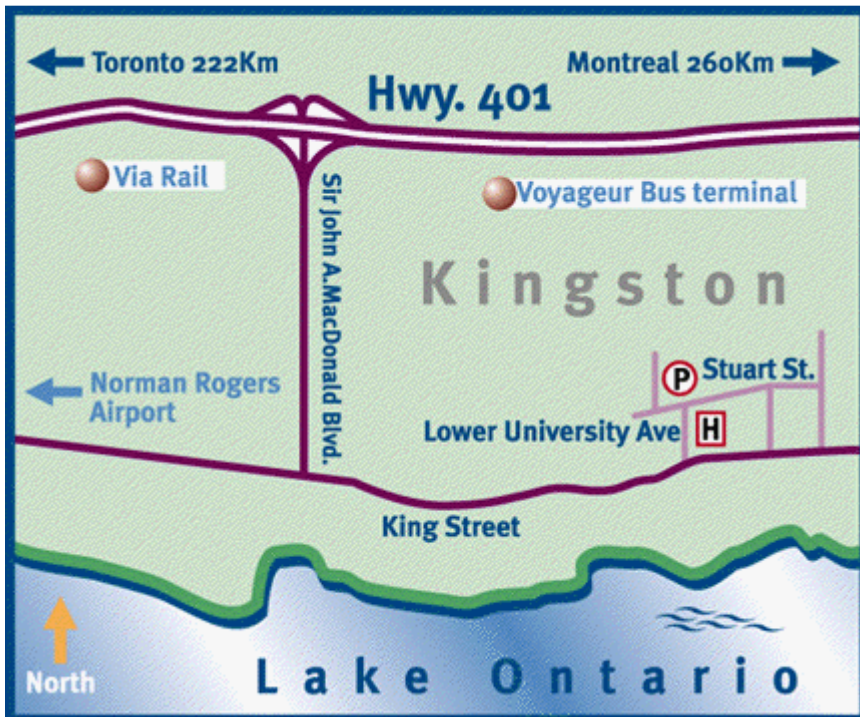 Toronto 222Km
Montreal 260Km
Hwy. 401
Via Rail
Voyageur Bus terminal
Sir John A.MacDonald Blvd.
Kingston
Norman Rogers
Airport
P
Stuart St.
Lower University Ave
H
King Street
North
Lake Ontario